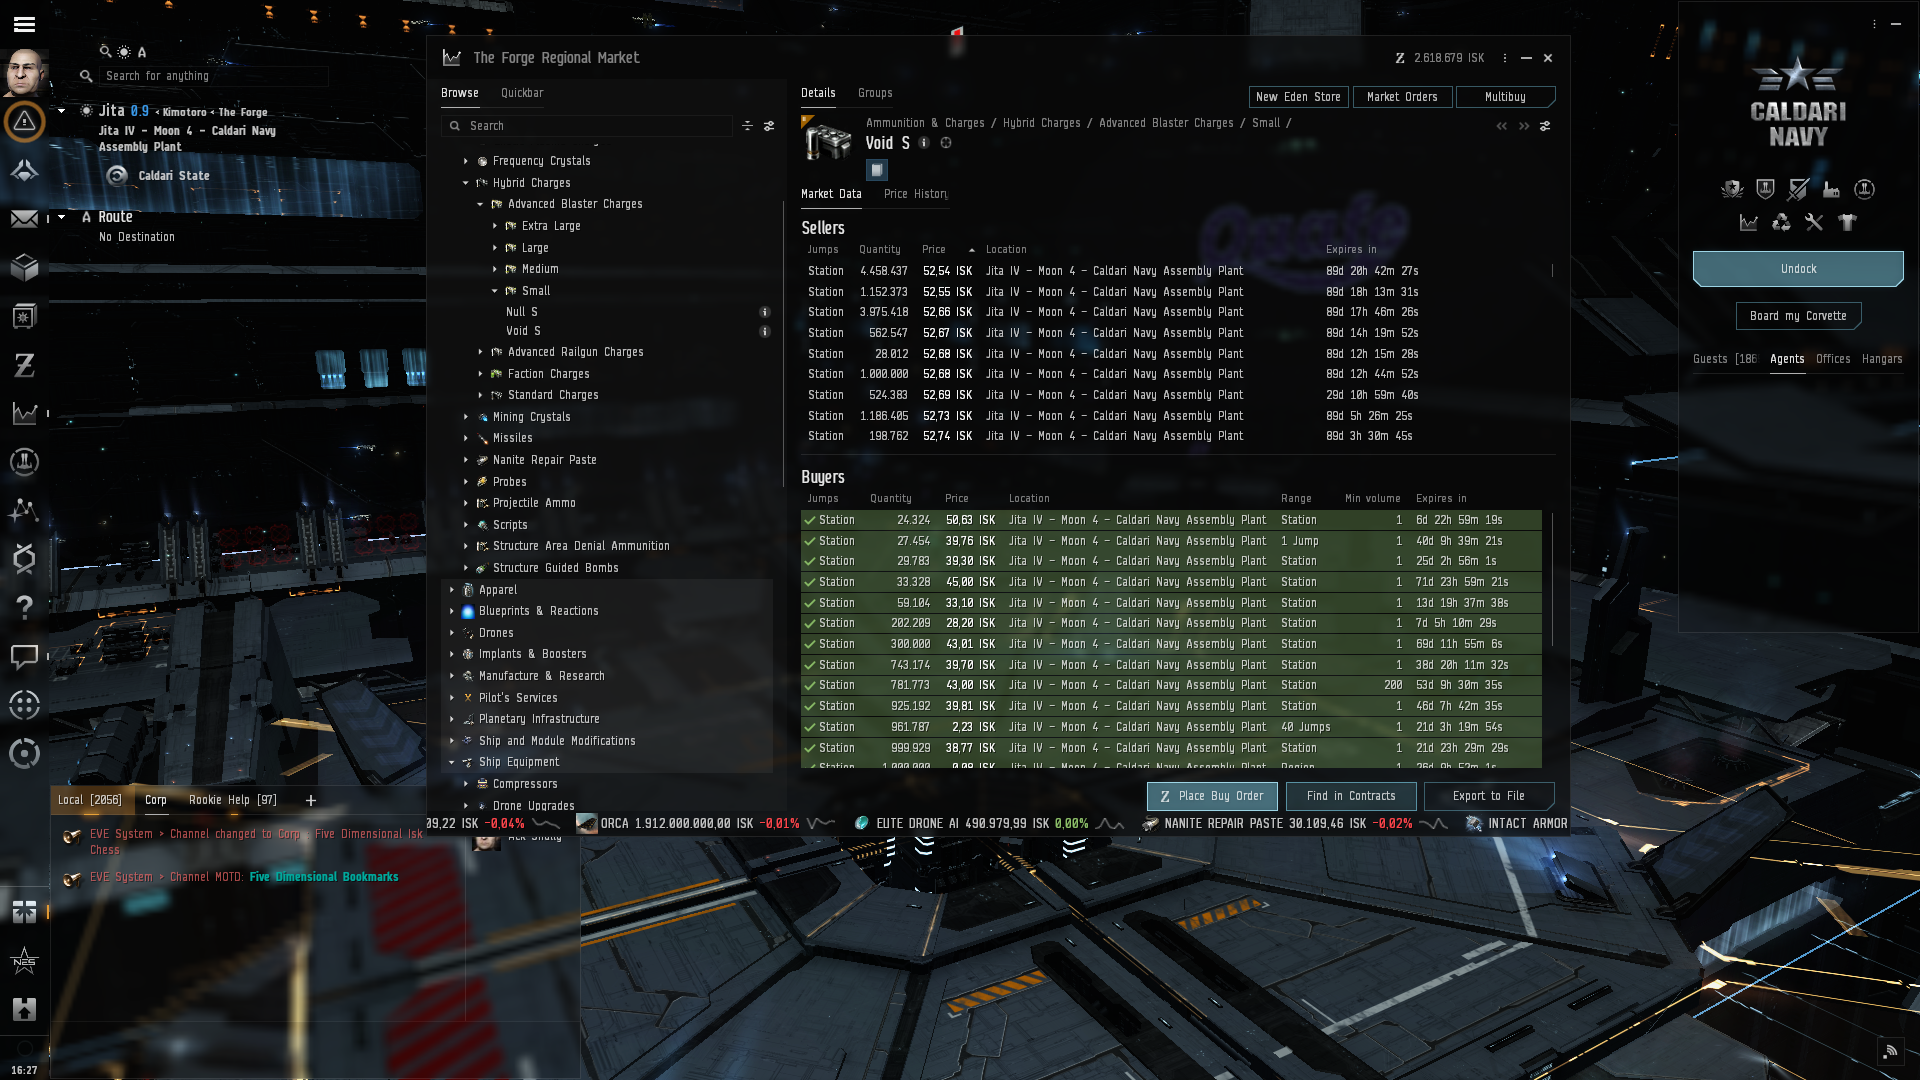 The Forge Regional Market
2.618.679 ISK
Search for anything
Jita 0.9 < Kimotoro < The Forge
Jita IV - Moon 4 - Caldari Navy
Assembly Plant
Caldari State
Route
No Destination
Browse
Quickbar
Search
Frequency Crystals
Hybrid Charges
Advanced Blaster Charges
Extra Large
Large
Medium
Small
Null S
Void S
Advanced Railgun Charges
Faction Charges
Standard Charges
Mining Crystals
Missiles
Nanite Repair Paste
Probes
Projectile Ammo
Scripts
Structure Area Denial Ammunition
Structure Guided Bombs
Apparel
Blueprints & Reactions
Drones
Implants & Boosters
Manufacture & Research
Pilot's Services
Planetary Infrastructure
Ship and Module Modifications
Ship Equipment
Compressors
Drone Upgrades
Details
Groups
New Eden Store
Market Orders
Multibuy
Ammunition & Charges / Hybrid Charges / Advanced Blaster Charges / Small /
Void S
Market Data
Price History
Sellers
Jumps Quantity Price Location Expires in
Station 4.458.437 52,54 ISK Jita IV - Moon 4 - Caldari Navy Assembly Plant 89d 20h 42m 27s
Station 1.152.373 52,55 ISK Jita IV - Moon 4 - Caldari Navy Assembly Plant 89d 18h 13m 31s
Station 3.975.418 52,66 ISK Jita IV - Moon 4 - Caldari Navy Assembly Plant 89d 17h 46m 26s
Station 562.547 52,67 ISK Jita IV - Moon 4 - Caldari Navy Assembly Plant 89d 14h 19m 52s
Station 28.012 52,68 ISK Jita IV - Moon 4 - Caldari Navy Assembly Plant 89d 12h 15m 28s
Station 1.000.000 52,68 ISK Jita IV - Moon 4 - Caldari Navy Assembly Plant 89d 12h 44m 52s
Station 524.383 52,69 ISK Jita IV - Moon 4 - Caldari Navy Assembly Plant 29d 10h 59m 40s
Station 1.186.405 52,73 ISK Jita IV - Moon 4 - Caldari Navy Assembly Plant 89d 5h 26m 25s
Station 198.762 52,74 ISK Jita IV - Moon 4 - Caldari Navy Assembly Plant 89d 3h 30m 45s
Buyers
Jumps Quantity Price Location Range Min volume Expires in
Station 24.324 50,63 ISK Jita IV - Moon 4 - Caldari Navy Assembly Plant Station 1 6d 22h 59m 19s
Station 27.454 39,76 ISK Jita IV - Moon 4 - Caldari Navy Assembly Plant 1 Jump 1 40d 9h 39m 21s
Station 29.783 39,30 ISK Jita IV - Moon 4 - Caldari Navy Assembly Plant Station 1 25d 2h 56m 1s
Station 33.328 45,00 ISK Jita IV - Moon 4 - Caldari Navy Assembly Plant Station 1 71d 23h 59m 21s
Station 59.104 33,10 ISK Jita IV - Moon 4 - Caldari Navy Assembly Plant Station 1 13d 19h 37m 38s
Station 202.209 28,20 ISK Jita IV - Moon 4 - Caldari Navy Assembly Plant Station 1 7d 5h 10m 29s
Station 300.000 43,01 ISK Jita IV - Moon 4 - Caldari Navy Assembly Plant Station 1 69d 11h 55m 6s
Station 743.174 39,70 ISK Jita IV - Moon 4 - Caldari Navy Assembly Plant Station 1 38d 20h 11m 32s
Station 781.773 43,00 ISK Jita IV - Moon 4 - Caldari Navy Assembly Plant Station 200 53d 9h 30m 35s
Station 925.192 39,81 ISK Jita IV - Moon 4 - Caldari Navy Assembly Plant Station 1 46d 7h 42m 35s
Station 961.787 2,23 ISK Jita IV - Moon 4 - Caldari Navy Assembly Plant 40 Jumps 1 21d 3h 19m 54s
Station 999.929 38,77 ISK Jita IV - Moon 4 - Caldari Navy Assembly Plant Station 1 21d 23h 29m 29s
Place Buy Order
Find in Contracts
Export to File
09,22 ISK -0,04% ORCA 1.912.000.000,00 ISK -0,01% ELITE DRONE AI 490.979,99 ISK 0,00% NANITE REPAIR PASTE 30.109,46 ISK -0,02% INTACT ARMOR
CALDARI
NAVY
Undock
Board my Corvette
Guests [186 Agents Offices Hangars
Local [2056] Corp Rookie Help [97] +
EVE System > Channel changed to Corp : Five Dimensional Isk
Chess
EVE System > Channel MOTD: Five Dimensional Bookmarks
Quafe
NES
16:27